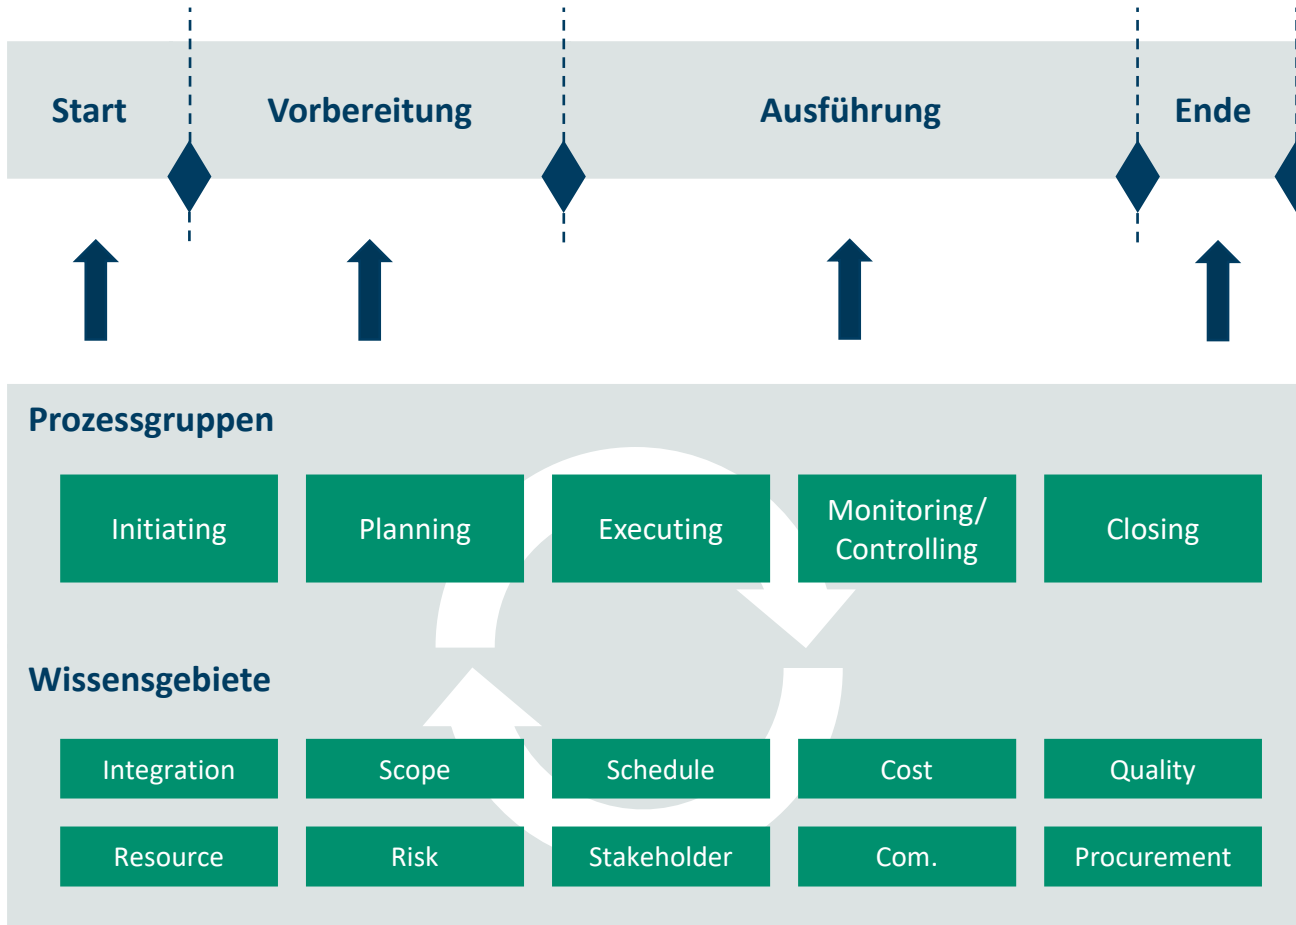 Start
Vorbereitung
Ausführung
Ende
Prozessgruppen
Initiating
Planning
Executing
Monitoring/
Controlling
Closing
Wissensgebiete
Integration
Scope
Schedule
Cost
Quality
Resource
Risk
Stakeholder
Com.
Procurement